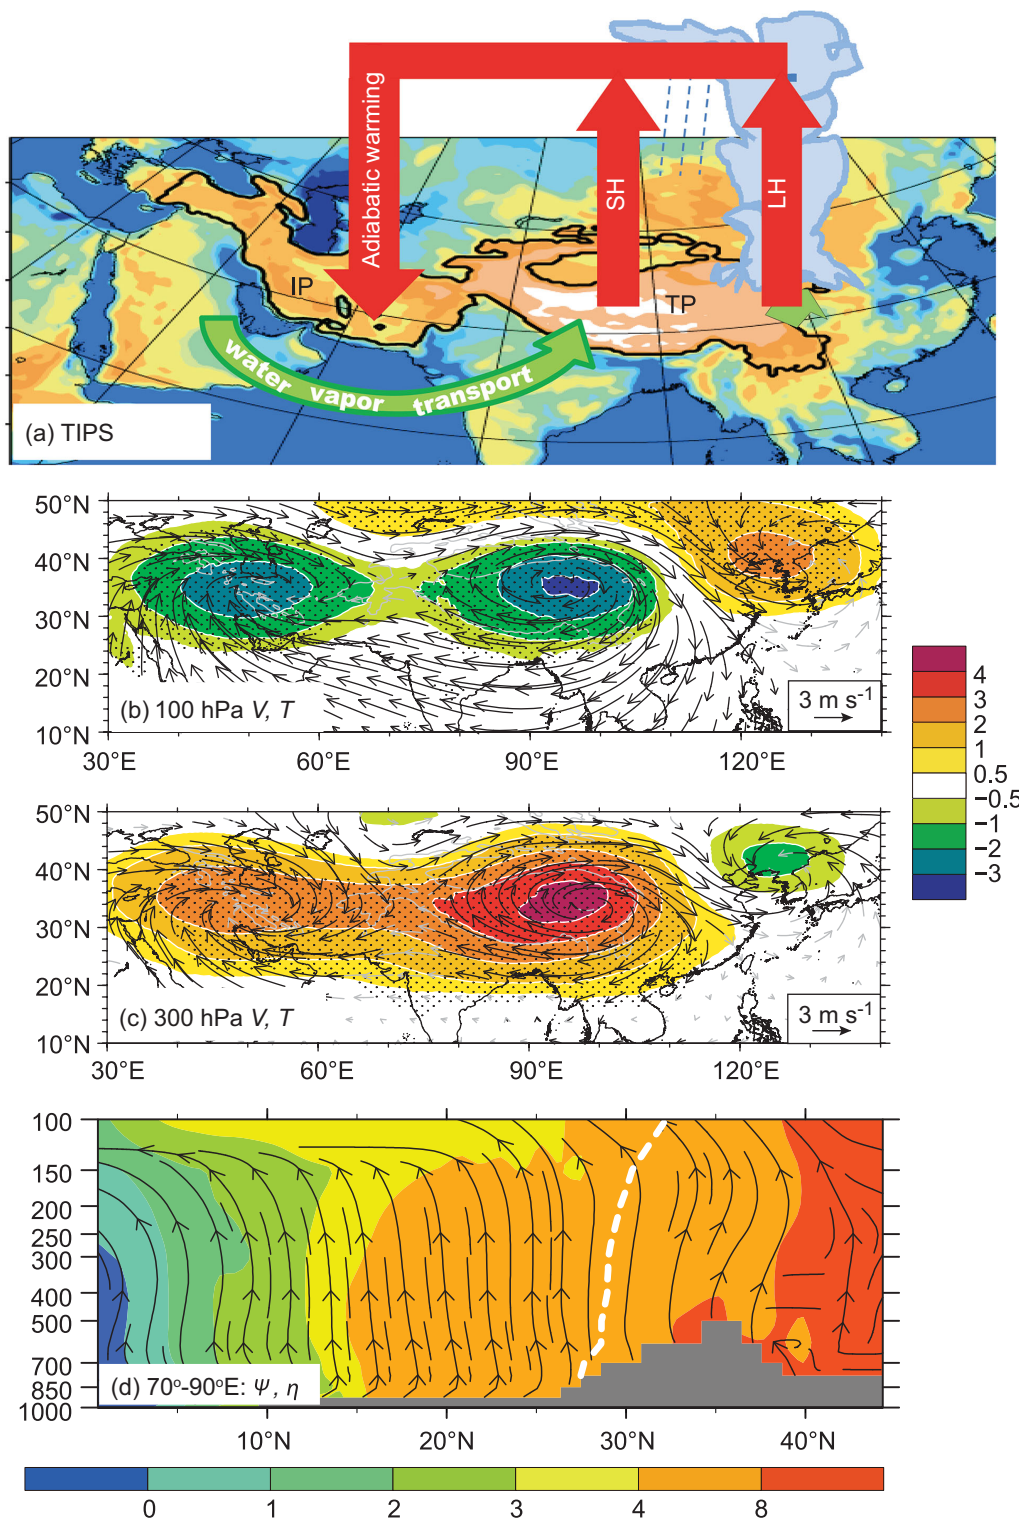 Adiabatic warming
SH
LH
IP
TP
water vapor transport
(a) TIPS
50°N
40°N
30°N
20°N
10°N
(b) 100 hPa V, T
3 m s⁻¹
30°E 60°E 90°E 120°E
4
3
2
1
0.5
−0.5
−1
−2
−3
50°N
40°N
30°N
20°N
10°N
(c) 300 hPa V, T
3 m s⁻¹
30°E 60°E 90°E 120°E
100
150
200
250
300
400
500
700
850
1000
(d) 70°-90°E: Ψ, η
10°N 20°N 30°N 40°N
0 1 2 3 4 8